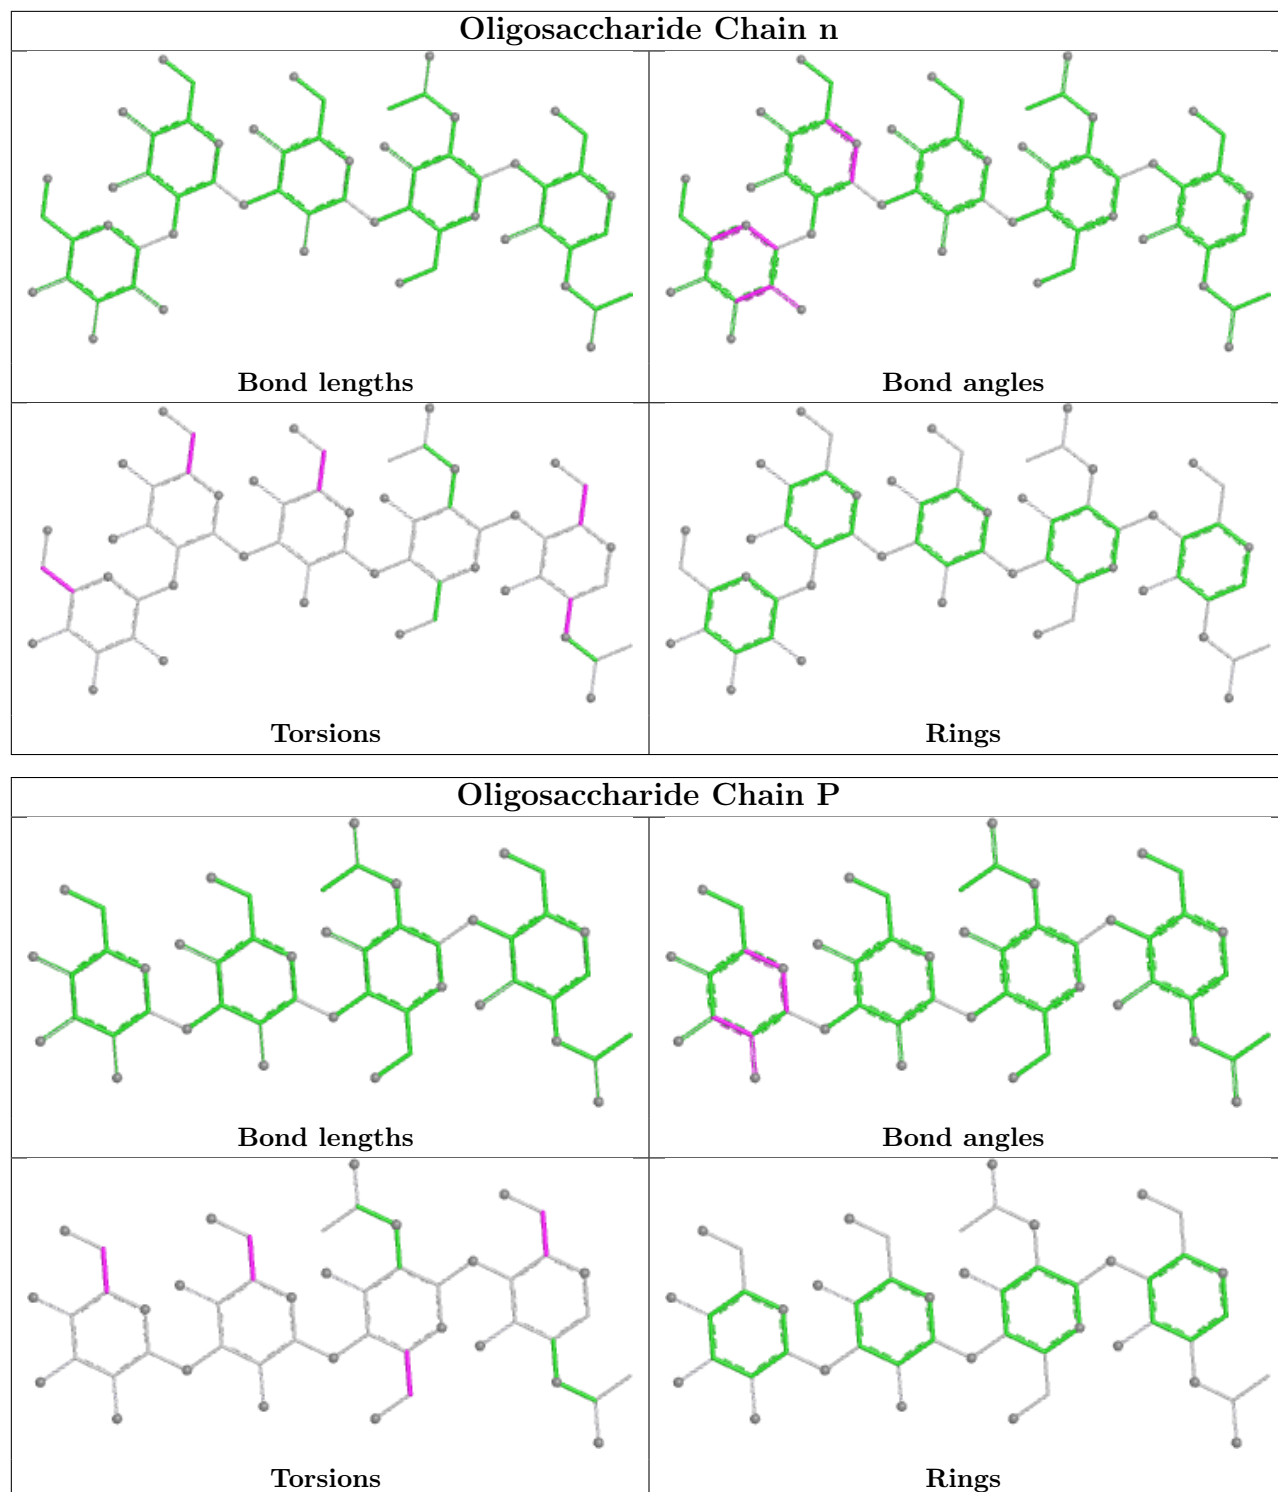 Oligosaccharide Chain n
Bond lengths
Bond angles
Torsions
Rings
Oligosaccharide Chain P
Bond lengths
Bond angles
Torsions
Rings